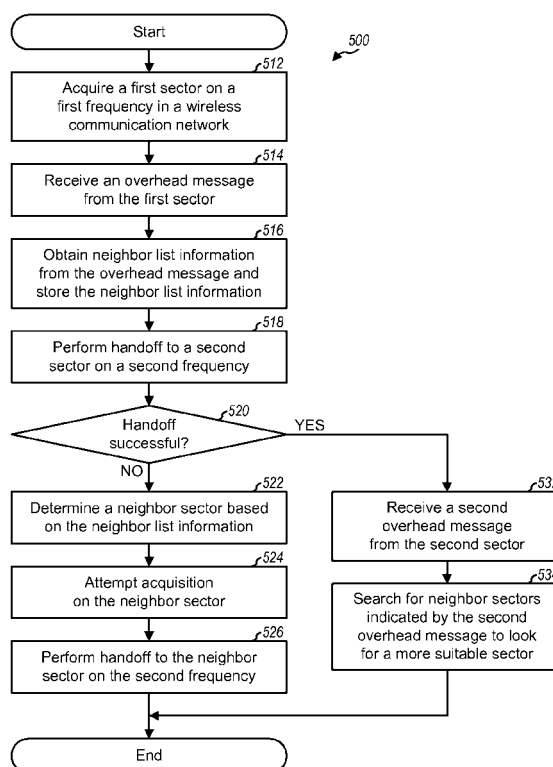 Start
500
512
Acquire a first sector on a
first frequency in a wireless
communication network
514
Receive an overhead message
from the first sector
516
Obtain neighbor list information
from the overhead message and
store the neighbor list information
518
Perform handoff to a second
sector on a second frequency
520
Handoff
successful?
YES
NO
522
Determine a neighbor sector based
on the neighbor list information
524
Attempt acquisition
on the neighbor sector
526
Perform handoff to the neighbor
sector on the second frequency
532
Receive a second
overhead message
from the second sector
534
Search for neighbor sectors
indicated by the second
overhead message to look
for a more suitable sector
End